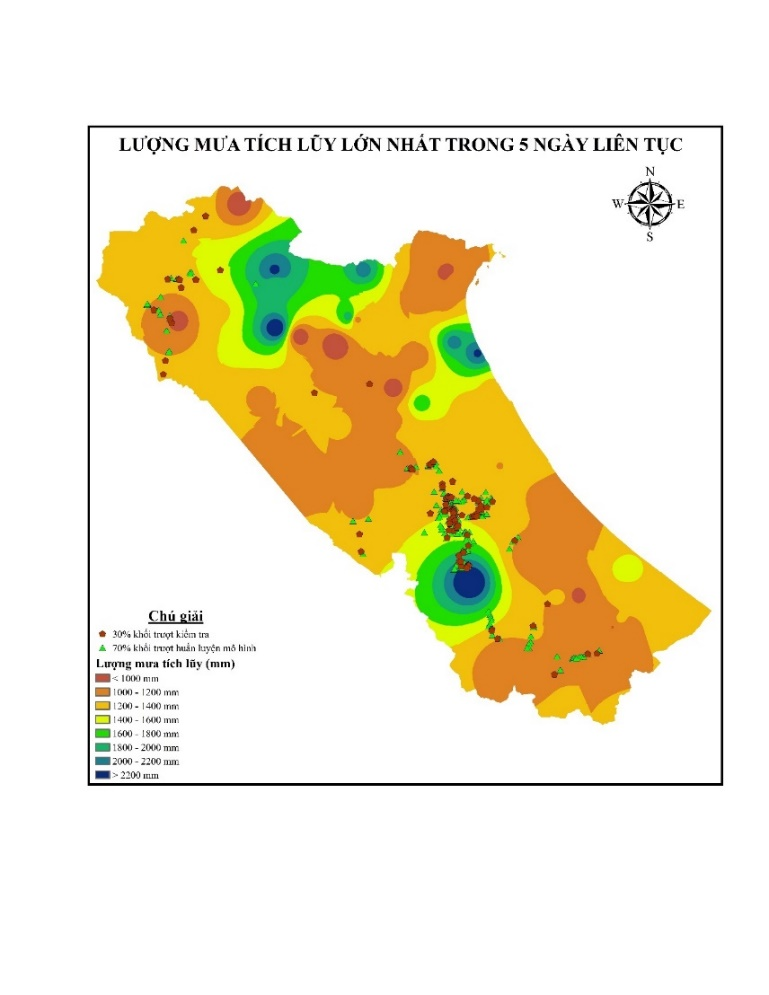 LƯỢNG MƯA TÍCH LŨY LỚN NHẤT TRONG 5 NGÀY LIÊN TỤC
N
W E
S
Chú giải
30% khối trượt kiểm tra
70% khối trượt huấn luyện mô hình
Lượng mưa tích lũy (mm)
< 1000 mm
1000 - 1200 mm
1200 - 1400 mm
1400 - 1600 mm
1600 - 1800 mm
1800 - 2000 mm
2000 - 2200 mm
> 2200 mm